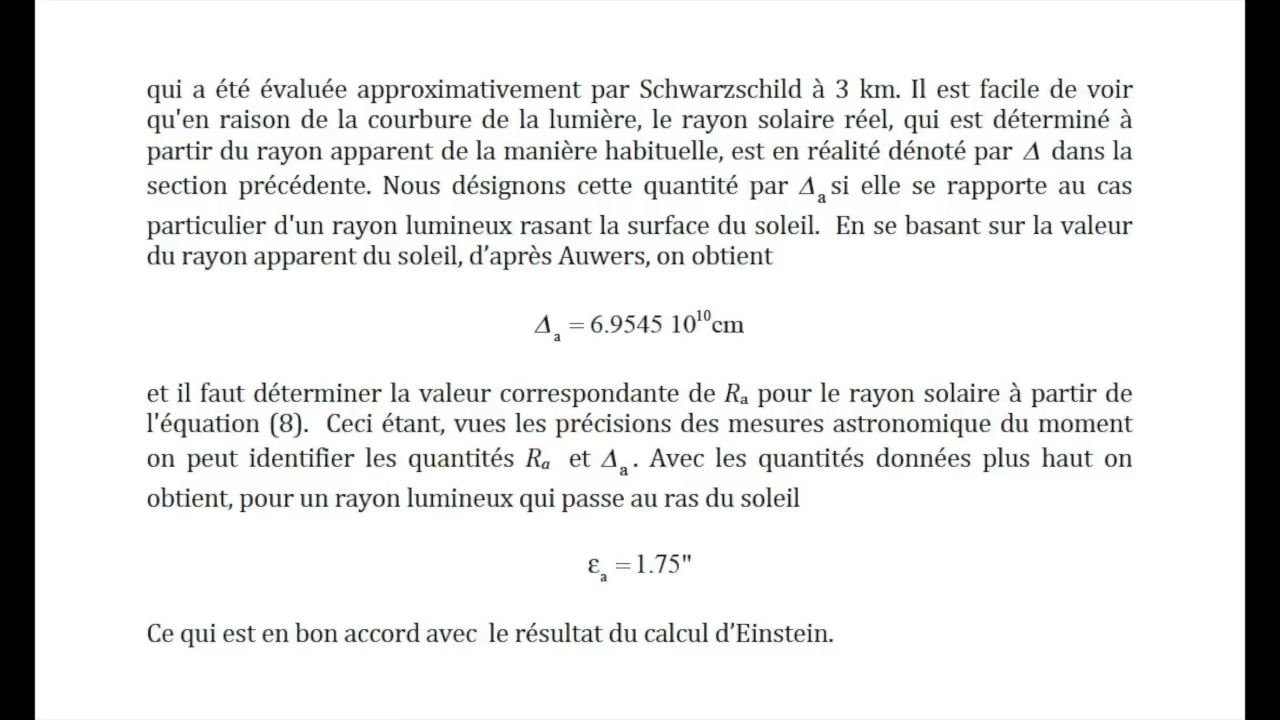 qui a été évaluée approximativement par Schwarzschild à 3 km. Il est facile de voir
qu'en raison de la courbure de la lumière, le rayon solaire réel, qui est déterminé à
partir du rayon apparent de la manière habituelle, est en réalité dénoté par Δ dans la
section précédente. Nous désignons cette quantité par Δₐ si elle se rapporte au cas
particulier d'un rayon lumineux rasant la surface du soleil. En se basant sur la valeur
du rayon apparent du soleil, d’après Auwers, on obtient
Δₐ = 6.9545 10¹⁰cm
et il faut déterminer la valeur correspondante de Rₐ pour le rayon solaire à partir de
l'équation (8). Ceci étant, vues les précisions des mesures astronomique du moment
on peut identifier les quantités Rₐ et Δₐ. Avec les quantités données plus haut on
obtient, pour un rayon lumineux qui passe au ras du soleil
εₐ = 1.75"
Ce qui est en bon accord avec le résultat du calcul d’Einstein.